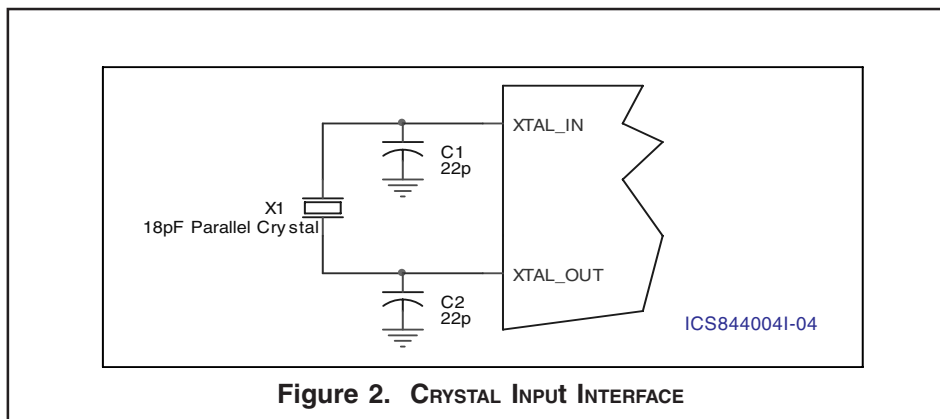 XTAL_IN
C1
22p
X1
18pF Parallel Crystal
XTAL_OUT
C2
22p
ICS844004I-04
Figure 2. CRYSTAL INPUT INTERFACE